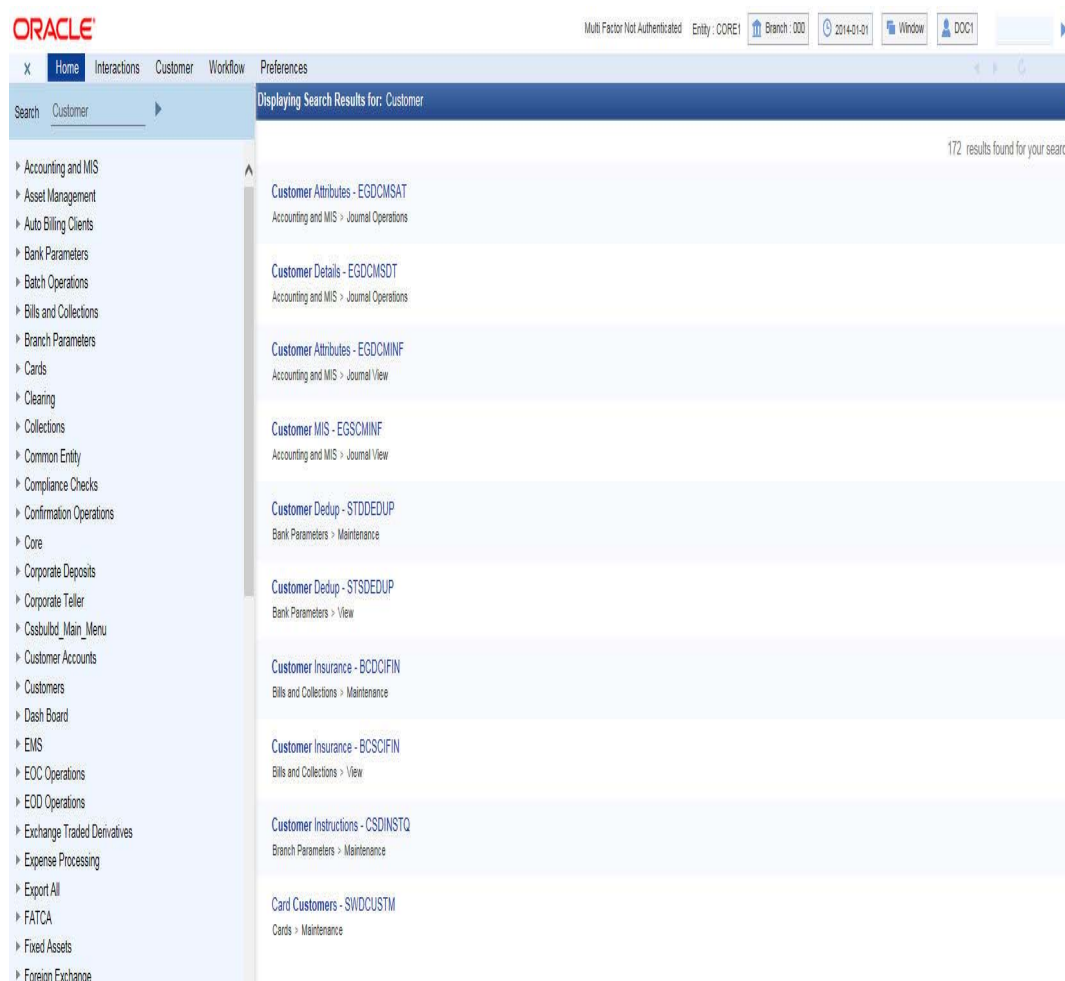 ORACLE
Multi Factor Not Authenticated Entity : CORE1 Branch : 000 2014-01-01 Window DOC1
X Home Interactions Customer Workflow Preferences
Search Customer
Displaying Search Results for: Customer
172 results found for your searc
Accounting and MIS
Asset Management
Auto Billing Clients
Bank Parameters
Batch Operations
Bills and Collections
Branch Parameters
Cards
Clearing
Collections
Common Entity
Compliance Checks
Confirmation Operations
Core
Corporate Deposits
Corporate Teller
Cssbulbd_Main_Menu
Customer Accounts
Customers
Dash Board
EMS
EOC Operations
EOD Operations
Exchange Traded Derivatives
Expense Processing
Export All
FATCA
Fixed Assets
Foreign Exchange
Customer Attributes - EGDCMSAT
Accounting and MIS > Journal Operations
Customer Details - EGDCMSDT
Accounting and MIS > Journal Operations
Customer Attributes - EGDCMINF
Accounting and MIS > Journal View
Customer MIS - EGSCMINF
Accounting and MIS > Journal View
Customer Dedup - STDDEDUP
Bank Parameters > Maintenance
Customer Dedup - STSDEDUP
Bank Parameters > View
Customer Insurance - BCDCIFIN
Bills and Collections > Maintenance
Customer Insurance - BCSCIFIN
Bills and Collections > View
Customer Instructions - CSDINSTQ
Branch Parameters > Maintenance
Card Customers - SWDCUSTM
Cards > Maintenance